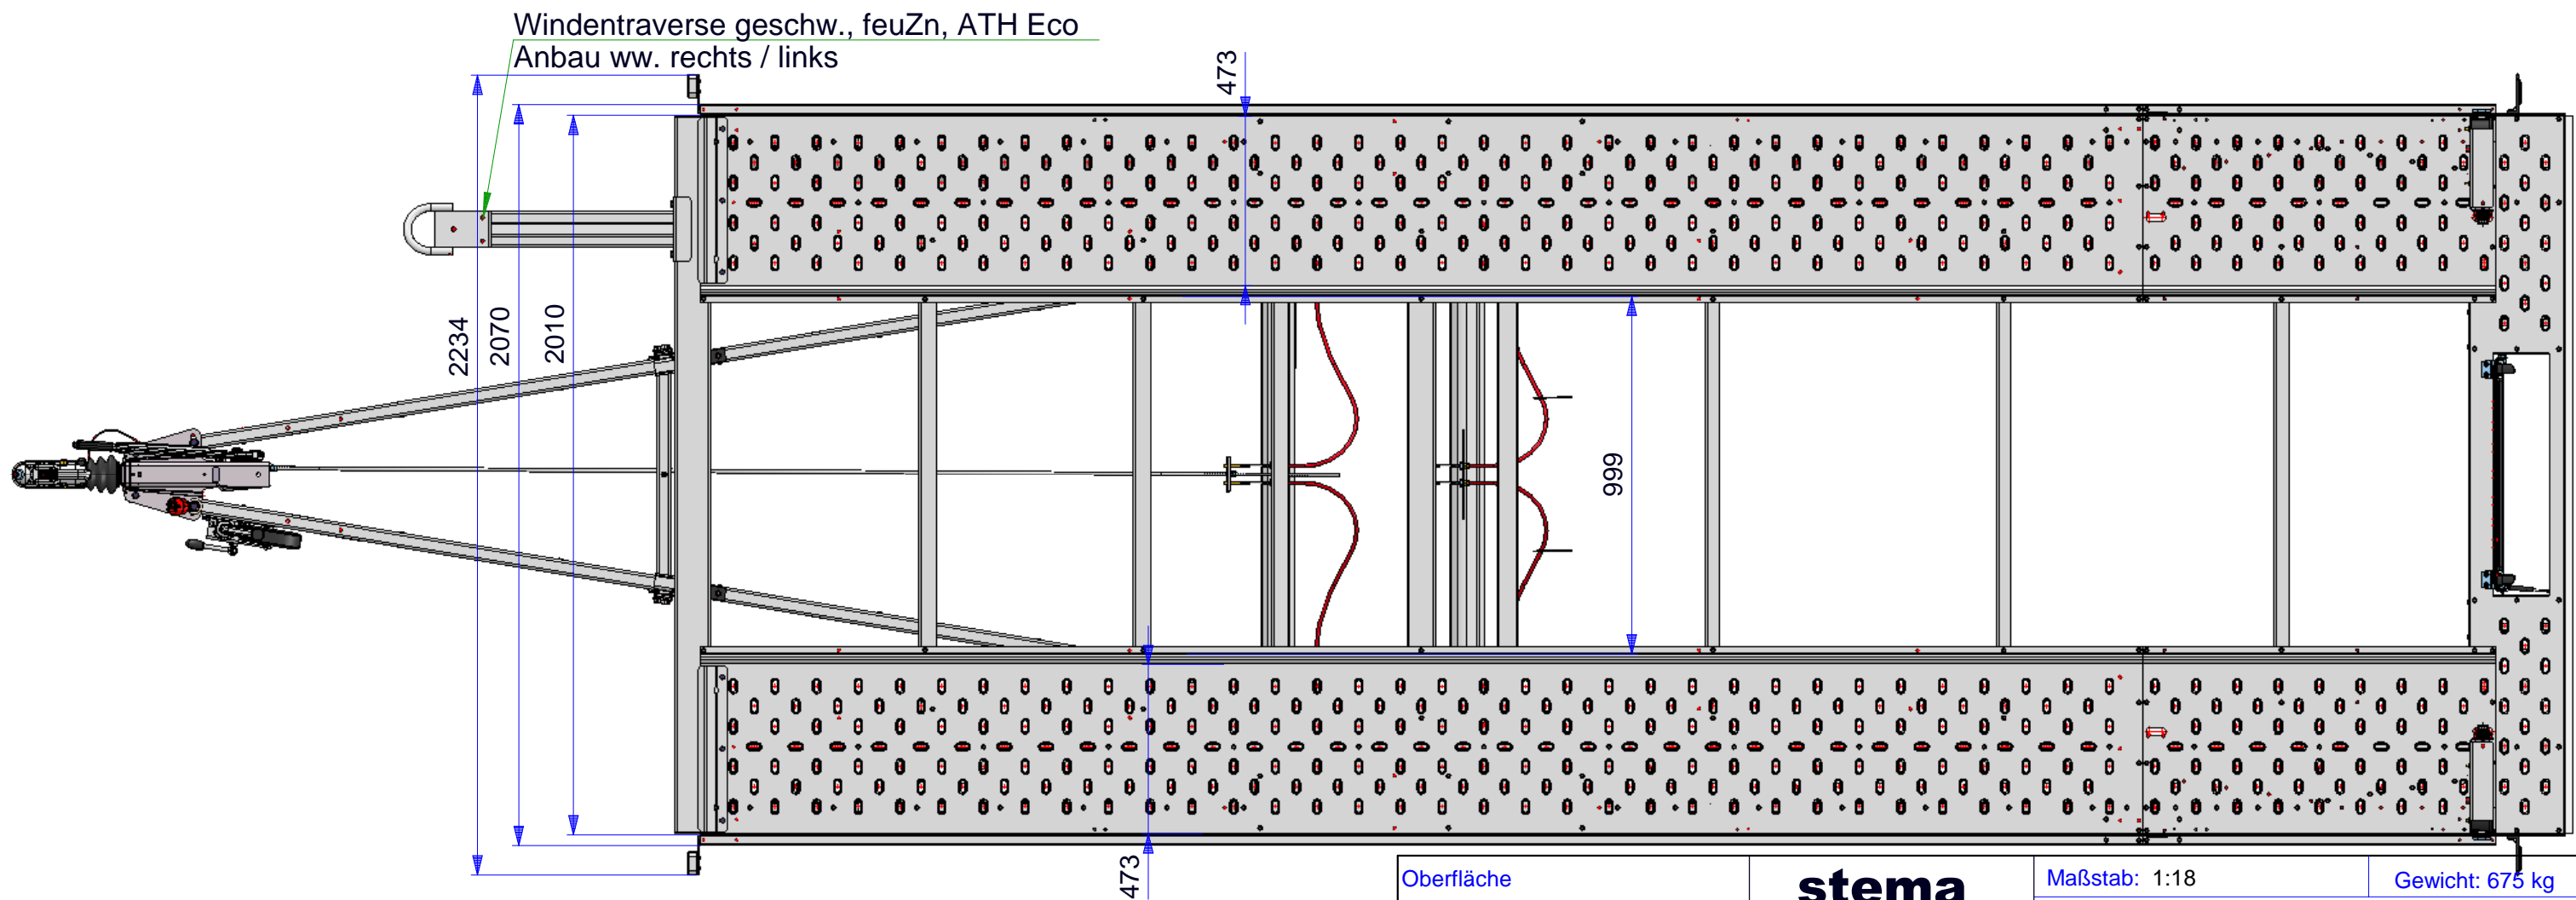 Windentraverse geschw., feuZn, ATH Eco
Anbau ww. rechts / links
473
2234
2070
2010
999
473
Oberfläche
stema
Maßstab: 1:18
Gewicht: 675 kg